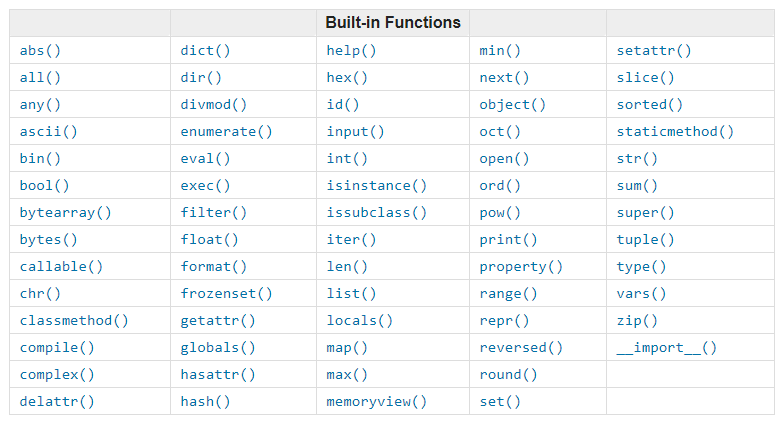 Built-in Functions
abs() dict() help() min() setattr()
all() dir() hex() next() slice()
any() divmod() id() object() sorted()
ascii() enumerate() input() oct() staticmethod()
bin() eval() int() open() str()
bool() exec() isinstance() ord() sum()
bytearray() filter() issubclass() pow() super()
bytes() float() iter() print() tuple()
callable() format() len() property() type()
chr() frozenset() list() range() vars()
classmethod() getattr() locals() repr() zip()
compile() globals() map() reversed() __import__()
complex() hasattr() max() round()
delattr() hash() memoryview() set()